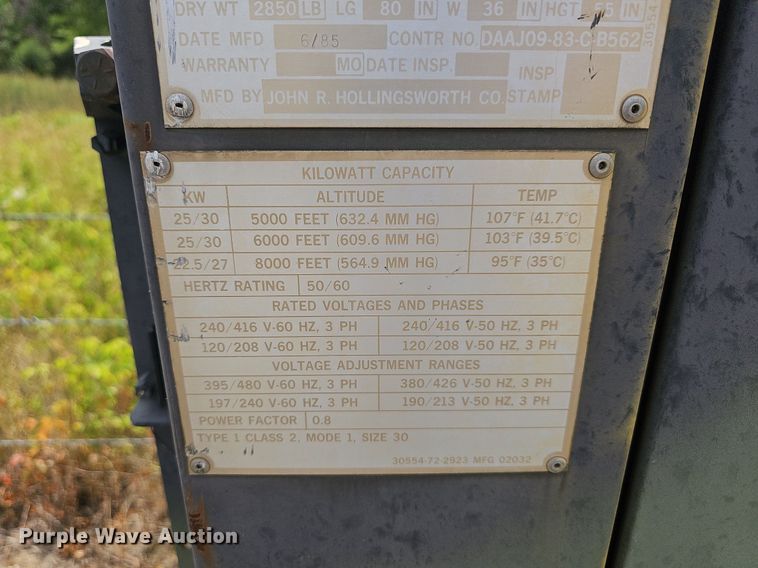 DRY WT 2850 LB LG 80 IN W 36 IN HGT 55 IN
DATE MFD 6/85 CONTR NO. DAAJ09-83-C-B562
30554
WARRANTY MO DATE INSP. INSP
STAMP
MFD BY JOHN R. HOLLINGSWORTH CO.
KILOWATT CAPACITY
KW ALTITUDE TEMP
25/30 5000 FEET (632.4 MM HG) 107°F (41.7°C)
25/30 6000 FEET (609.6 MM HG) 103°F (39.5°C)
22.5/27 8000 FEET (564.9 MM HG) 95°F (35°C)
HERTZ RATING 50/60
RATED VOLTAGES AND PHASES
240/416 V-60 HZ, 3 PH 240/416 V-50 HZ, 3 PH
120/208 V-60 HZ, 3 PH 120/208 V-50 HZ, 3 PH
VOLTAGE ADJUSTMENT RANGES
395/480 V-60 HZ, 3 PH 380/426 V-50 HZ, 3 PH
197/240 V-60 HZ, 3 PH 190/213 V-50 HZ, 3 PH
POWER FACTOR 0.8
TYPE 1 CLASS 2, MODE 1, SIZE 30
30554-72-2923 MFG 02032
Purple Wave Auction